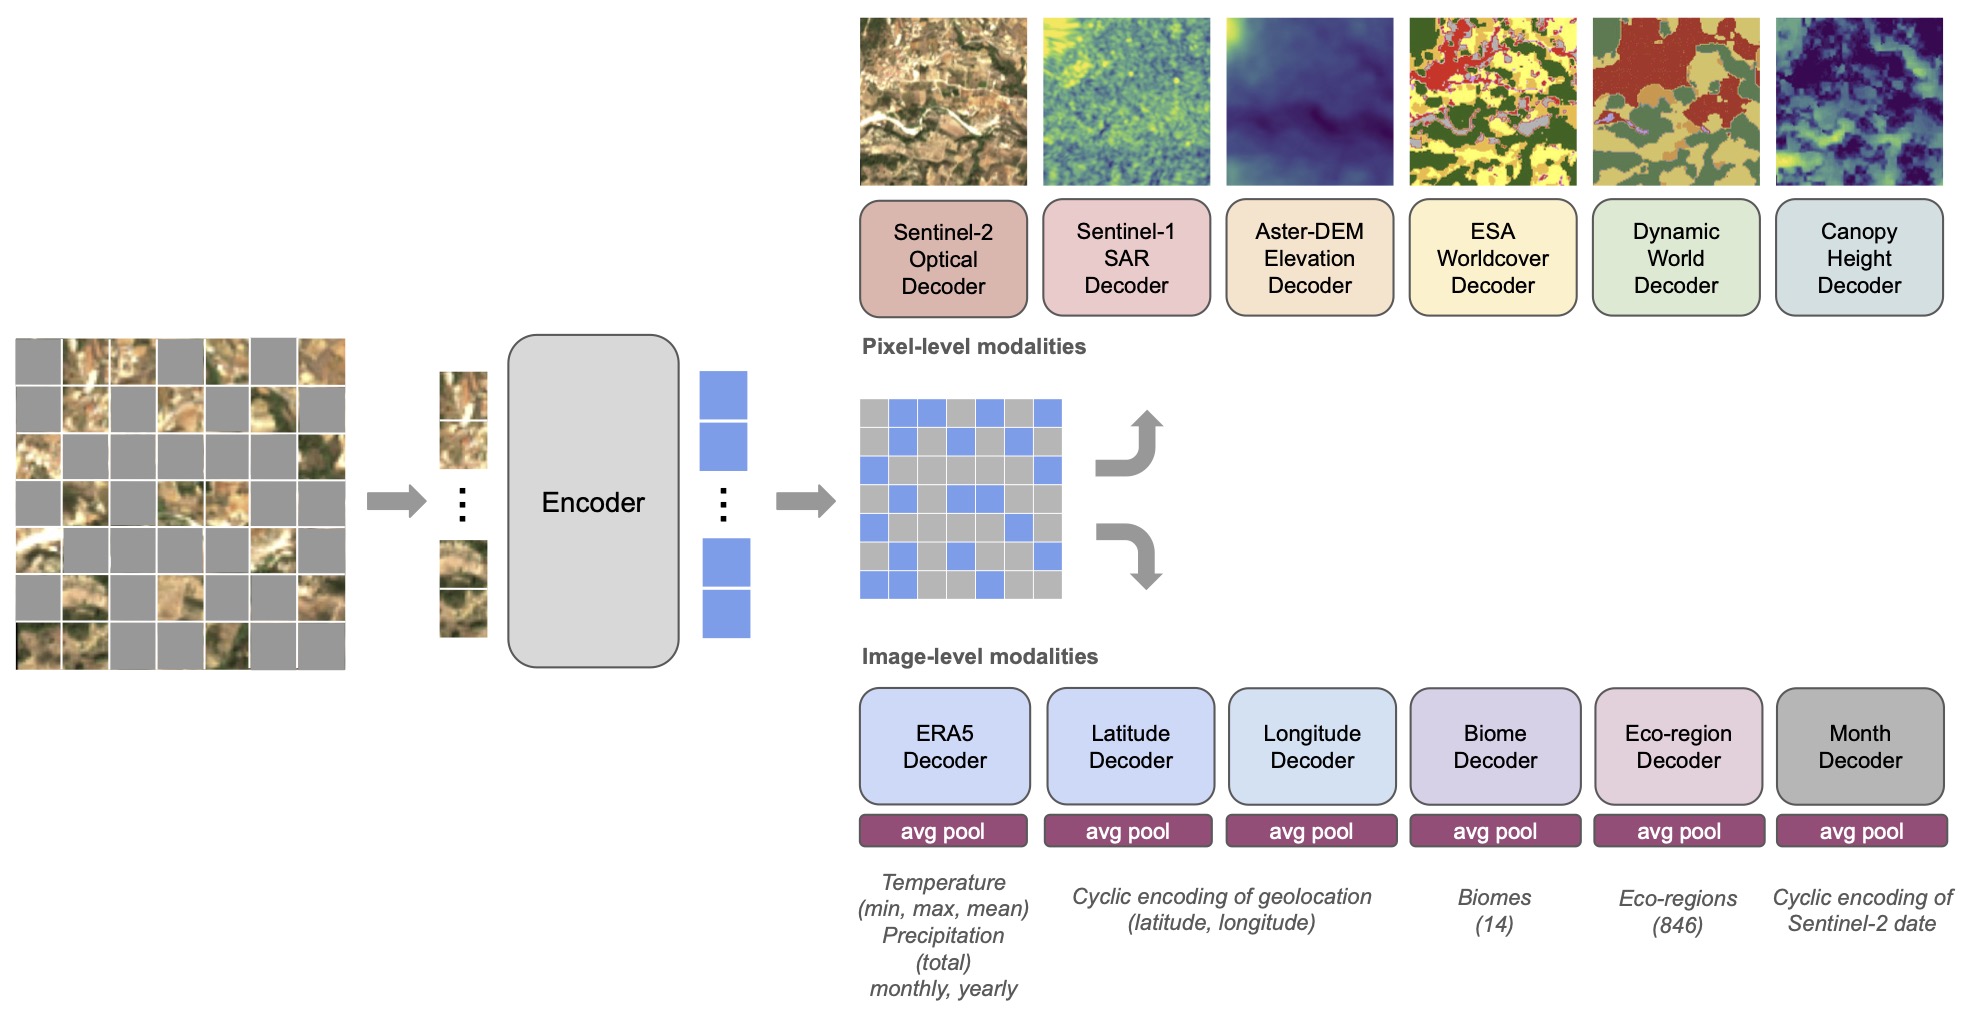 Sentinel-2
Optical
Decoder
Sentinel-1
SAR
Decoder
Aster-DEM
Elevation
Decoder
ESA
Worldcover
Decoder
Dynamic
World
Decoder
Canopy
Height
Decoder
Pixel-level modalities
Encoder
Image-level modalities
ERA5
Decoder
Latitude
Decoder
Longitude
Decoder
Biome
Decoder
Eco-region
Decoder
Month
Decoder
avg pool
avg pool
avg pool
avg pool
avg pool
avg pool
Temperature
(min, max, mean)
Precipitation
(total)
monthly, yearly
Cyclic encoding of geolocation
(latitude, longitude)
Biomes
(14)
Eco-regions
(846)
Cyclic encoding of
Sentinel-2 date